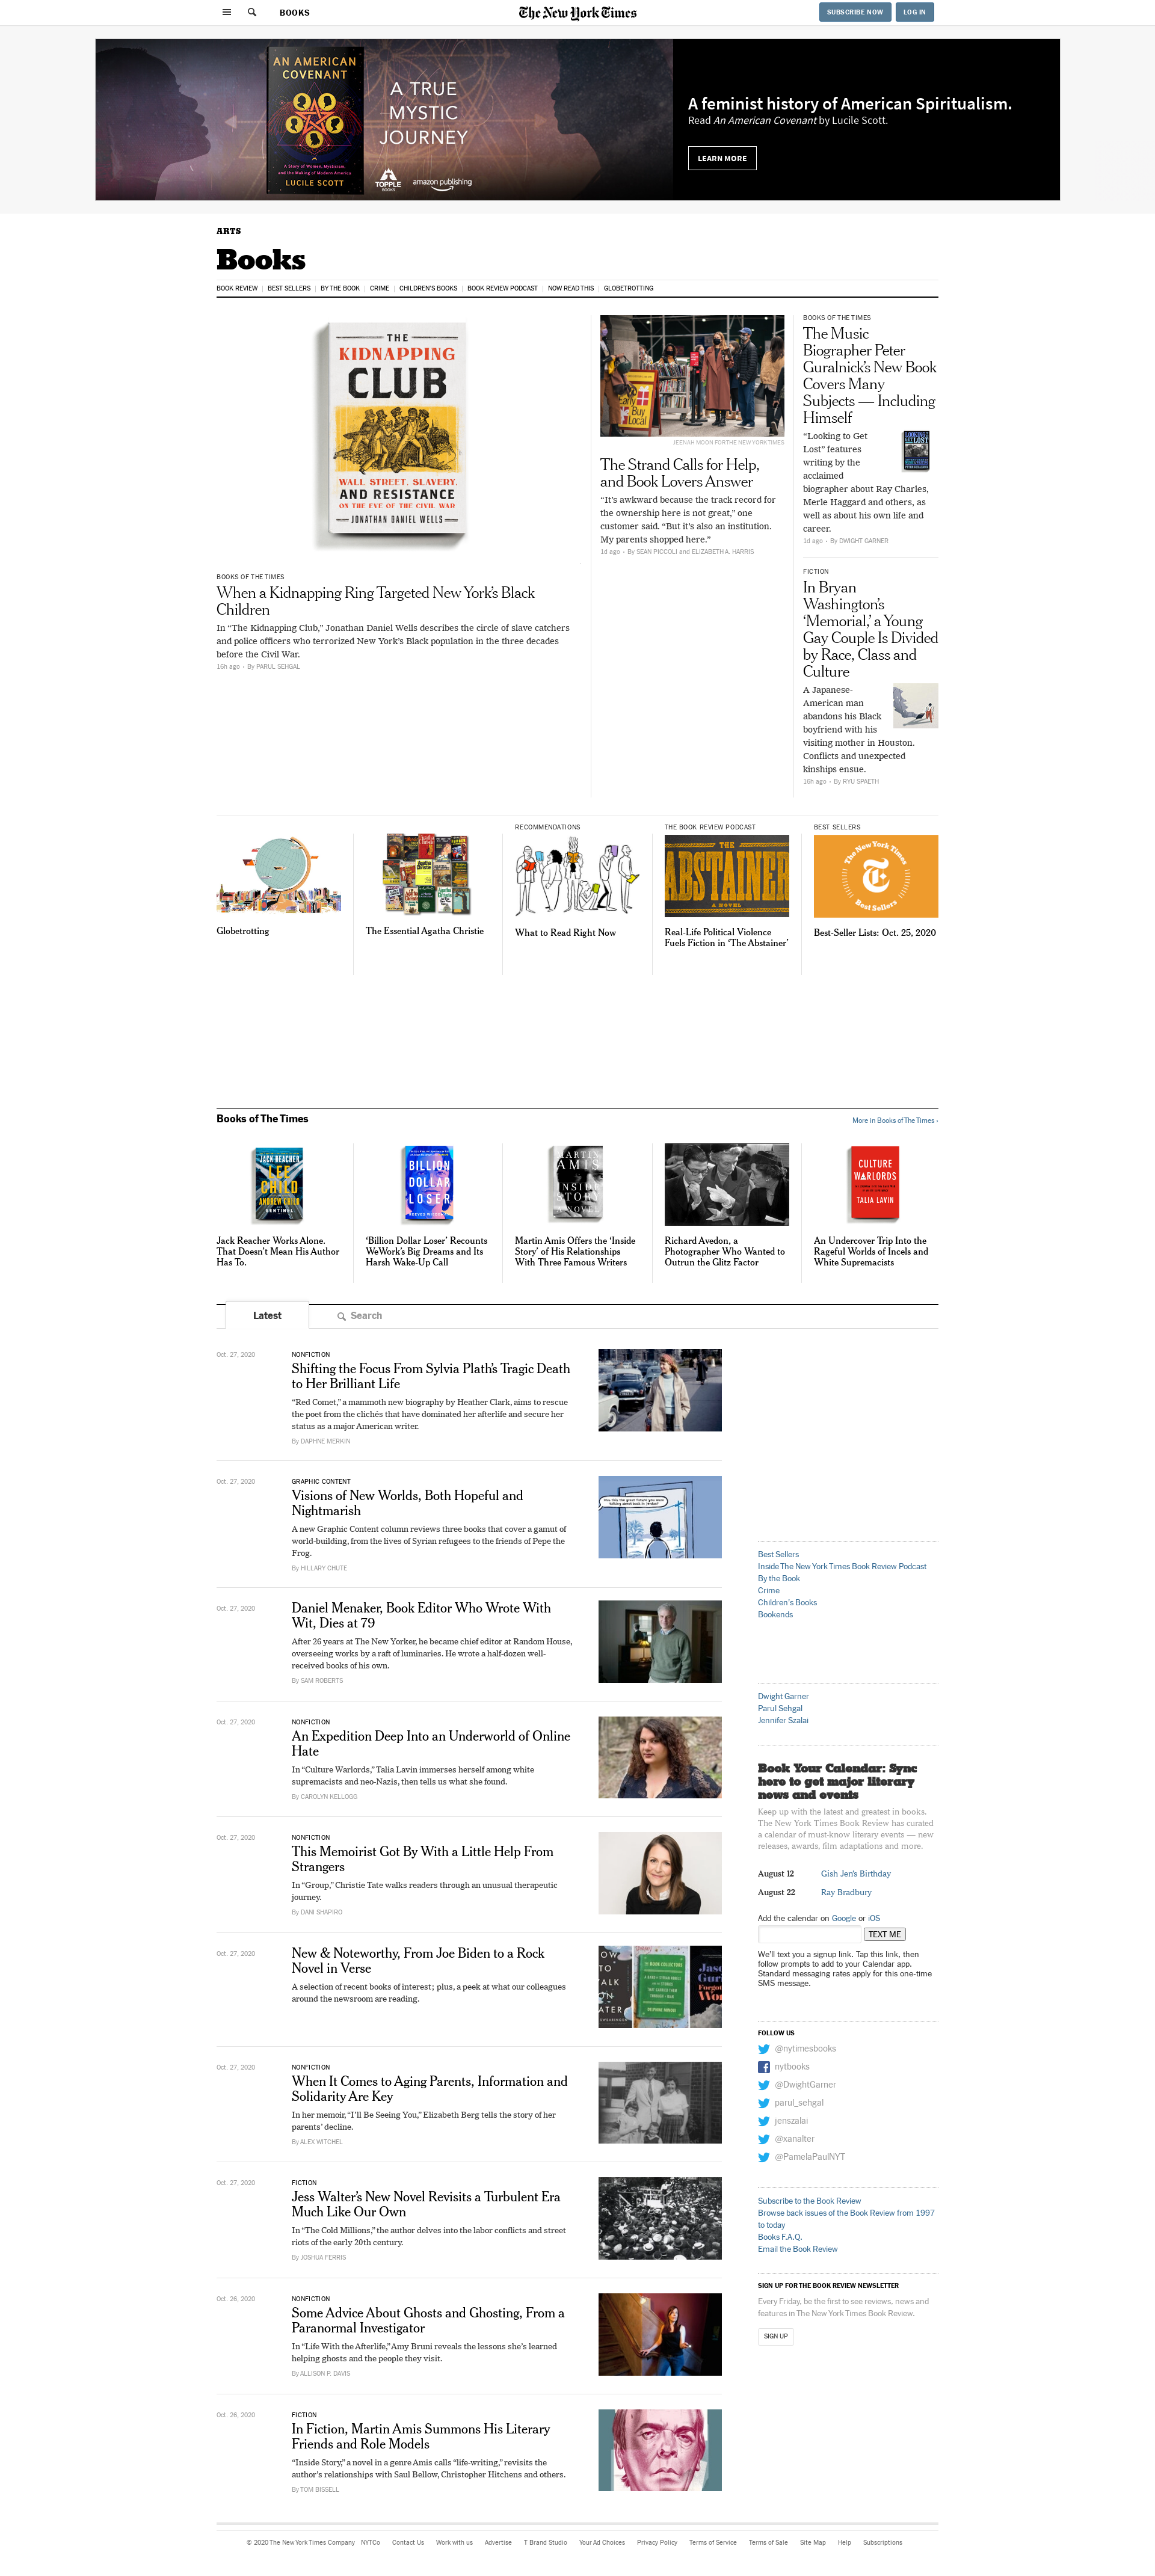 BOOKS
The New York Times
SUBSCRIBE NOW
LOG IN
AN AMERICAN
COVENANT
A Story of Women, Mysticism,
and the Making of Modern America
LUCILE SCOTT
A TRUE
MYSTIC
JOURNEY
TOPPLE
BOOKS
amazon publishing
A feminist history of American Spiritualism.
Read An American Covenant by Lucile Scott.
LEARN MORE
ARTS
Books
BOOK REVIEW
BEST SELLERS
BY THE BOOK
CRIME
CHILDREN'S BOOKS
BOOK REVIEW PODCAST
NOW READ THIS
GLOBETROTTING
THE
KIDNAPPING
CLUB
WALL STREET, SLAVERY,
AND RESISTANCE
ON THE EVE OF THE CIVIL WAR
JONATHAN DANIEL WELLS
BOOKS OF THE TIMES
When a Kidnapping Ring Targeted New York's Black
Children
In “The Kidnapping Club,” Jonathan Daniel Wells describes the circle of slave catchers
and police officers who terrorized New York's Black population in the three decades
before the Civil War.
16h ago • By PARUL SEHGAL
Early
Buy
Local
JEENAH MOON FOR THE NEW YORK TIMES
The Strand Calls for Help,
and Book Lovers Answer
“It's awkward because the track record for
the ownership here is not great,” one
customer said. “But it's also an institution.
My parents shopped here.”
1d ago • By SEAN PICCOLI and ELIZABETH A. HARRIS
BOOKS OF THE TIMES
The Music
Biographer Peter
Guralnick's New Book
Covers Many
Subjects — Including
Himself
“Looking to Get
Lost” features
writing by the
acclaimed
biographer about Ray Charles,
Merle Haggard and others, as
well as about his own life and
career.
1d ago • By DWIGHT GARNER
FICTION
In Bryan
Washington's
‘Memorial,’ a Young
Gay Couple Is Divided
by Race, Class and
Culture
A Japanese-
American man
abandons his Black
boyfriend with his
visiting mother in Houston.
Conflicts and unexpected
kinships ensue.
16h ago • By RYU SPAETH
Globetrotting
The Essential Agatha Christie
RECOMMENDATIONS
What to Read Right Now
THE BOOK REVIEW PODCAST
ABSTAINER
A NOVEL
Real-Life Political Violence
Fuels Fiction in ‘The Abstainer’
BEST SELLERS
The New York Times
Best Sellers
Best-Seller Lists: Oct. 25, 2020
Books of The Times
More in Books of The Times ›
JACK REACHER
LEE
CHILD
ANDREW CHILD
SENTINEL
Jack Reacher Works Alone.
That Doesn't Mean His Author
Has To.
BILLION
DOLLAR
LOSER
‘Billion Dollar Loser’ Recounts
WeWork's Big Dreams and Its
Harsh Wake-Up Call
MARTIN
AMIS
INSIDE
STORY
A NOVEL
Martin Amis Offers the ‘Inside
Story’ of His Relationships
With Three Famous Writers
Richard Avedon, a
Photographer Who Wanted to
Outrun the Glitz Factor
CULTURE
WARLORDS
TALIA LAVIN
An Undercover Trip Into the
Rageful Worlds of Incels and
White Supremacists
Latest
Search
Oct. 27, 2020
NONFICTION
Shifting the Focus From Sylvia Plath's Tragic Death
to Her Brilliant Life
“Red Comet,” a mammoth new biography by Heather Clark, aims to rescue
the poet from the clichés that have dominated her afterlife and secure her
status as a major American writer.
By DAPHNE MERKIN
Oct. 27, 2020
GRAPHIC CONTENT
Visions of New Worlds, Both Hopeful and
Nightmarish
A new Graphic Content column reviews three books that cover a gamut of
world-building, from the lives of Syrian refugees to the friends of Pepe the
Frog.
By HILLARY CHUTE
Oct. 27, 2020
Daniel Menaker, Book Editor Who Wrote With
Wit, Dies at 79
After 26 years at The New Yorker, he became chief editor at Random House,
overseeing works by a raft of luminaries. He wrote a half-dozen well-
received books of his own.
By SAM ROBERTS
Oct. 27, 2020
NONFICTION
An Expedition Deep Into an Underworld of Online
Hate
In “Culture Warlords,” Talia Lavin immerses herself among white
supremacists and neo-Nazis, then tells us what she found.
By CAROLYN KELLOGG
Oct. 27, 2020
NONFICTION
This Memoirist Got By With a Little Help From
Strangers
In “Group,” Christie Tate walks readers through an unusual therapeutic
journey.
By DANI SHAPIRO
Oct. 27, 2020
New & Noteworthy, From Joe Biden to a Rock
Novel in Verse
A selection of recent books of interest; plus, a peek at what our colleagues
around the newsroom are reading.
Oct. 27, 2020
NONFICTION
When It Comes to Aging Parents, Information and
Solidarity Are Key
In her memoir, “I'll Be Seeing You,” Elizabeth Berg tells the story of her
parents' decline.
By ALEX WITCHEL
Oct. 27, 2020
FICTION
Jess Walter's New Novel Revisits a Turbulent Era
Much Like Our Own
In “The Cold Millions,” the author delves into the labor conflicts and street
riots of the early 20th century.
By JOSHUA FERRIS
Oct. 26, 2020
NONFICTION
Some Advice About Ghosts and Ghosting, From a
Paranormal Investigator
In “Life With the Afterlife,” Amy Bruni reveals the lessons she's learned
helping ghosts and the people they visit.
By ALLISON P. DAVIS
Oct. 26, 2020
FICTION
In Fiction, Martin Amis Summons His Literary
Friends and Role Models
“Inside Story,” a novel in a genre Amis calls “life-writing,” revisits the
author's relationships with Saul Bellow, Christopher Hitchens and others.
By TOM BISSELL
Best Sellers
Inside The New York Times Book Review Podcast
By the Book
Crime
Children's Books
Bookends
Dwight Garner
Parul Sehgal
Jennifer Szalai
Book Your Calendar: Sync
here to get major literary
news and events
Keep up with the latest and greatest in books.
The New York Times Book Review has curated
a calendar of must-know literary events — new
releases, awards, film adaptations and more.
August 12 Gish Jen's Birthday
August 22 Ray Bradbury
Add the calendar on Google or iOS
TEXT ME
We'll text you a signup link. Tap this link, then
follow prompts to add to your Calendar app.
Standard messaging rates apply for this one-time
SMS message.
FOLLOW US
@nytimesbooks
nytbooks
@DwightGarner
parul_sehgal
jenszalai
@xanalter
@PamelaPaulNYT
Subscribe to the Book Review
Browse back issues of the Book Review from 1997
to today
Books F.A.Q.
Email the Book Review
SIGN UP FOR THE BOOK REVIEW NEWSLETTER
Every Friday, be the first to see reviews, news and
features in The New York Times Book Review.
SIGN UP
© 2020 The New York Times Company
NYTCo
Contact Us
Work with us
Advertise
T Brand Studio
Your Ad Choices
Privacy Policy
Terms of Service
Terms of Sale
Site Map
Help
Subscriptions